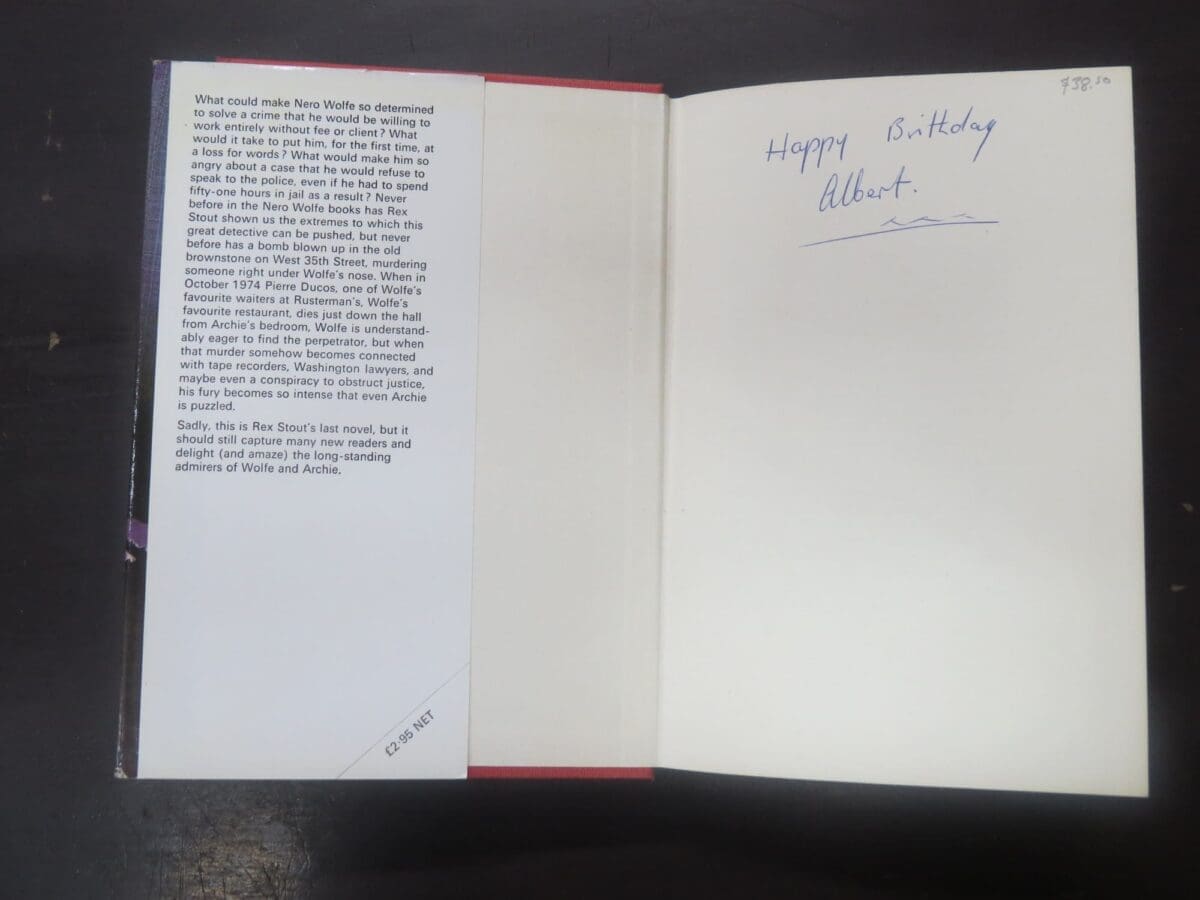 What could make Nero Wolfe so determined
to solve a crime that he would be willing to
work entirely without fee or client? What
would it take to put him, for the first time, at
a loss for words? What would make him so
angry about a case that he would refuse to
speak to the police, even if he had to spend
fifty-one hours in jail as a result? Never
before in the Nero Wolfe books has Rex
Stout shown us the extremes to which this
great detective can be pushed, but never
before has a bomb blown up in the old
brownstone on West 35th Street, murdering
someone right under Wolfe's nose. When in
October 1974 Pierre Ducos, one of Wolfe's
favourite waiters at Rusterman's, Wolfe's
favourite restaurant, dies just down the hall
from Archie's bedroom, Wolfe is understand-
ably eager to find the perpetrator, but when
that murder somehow becomes connected
with tape recorders, Washington lawyers, and
maybe even a conspiracy to obstruct justice,
his fury becomes so intense that even Archie
is puzzled.
Sadly, this is Rex Stout's last novel, but it
should still capture many new readers and
delight (and amaze) the long-standing
admirers of Wolfe and Archie.
£2·95 NET
Happy Birthday
Albert.